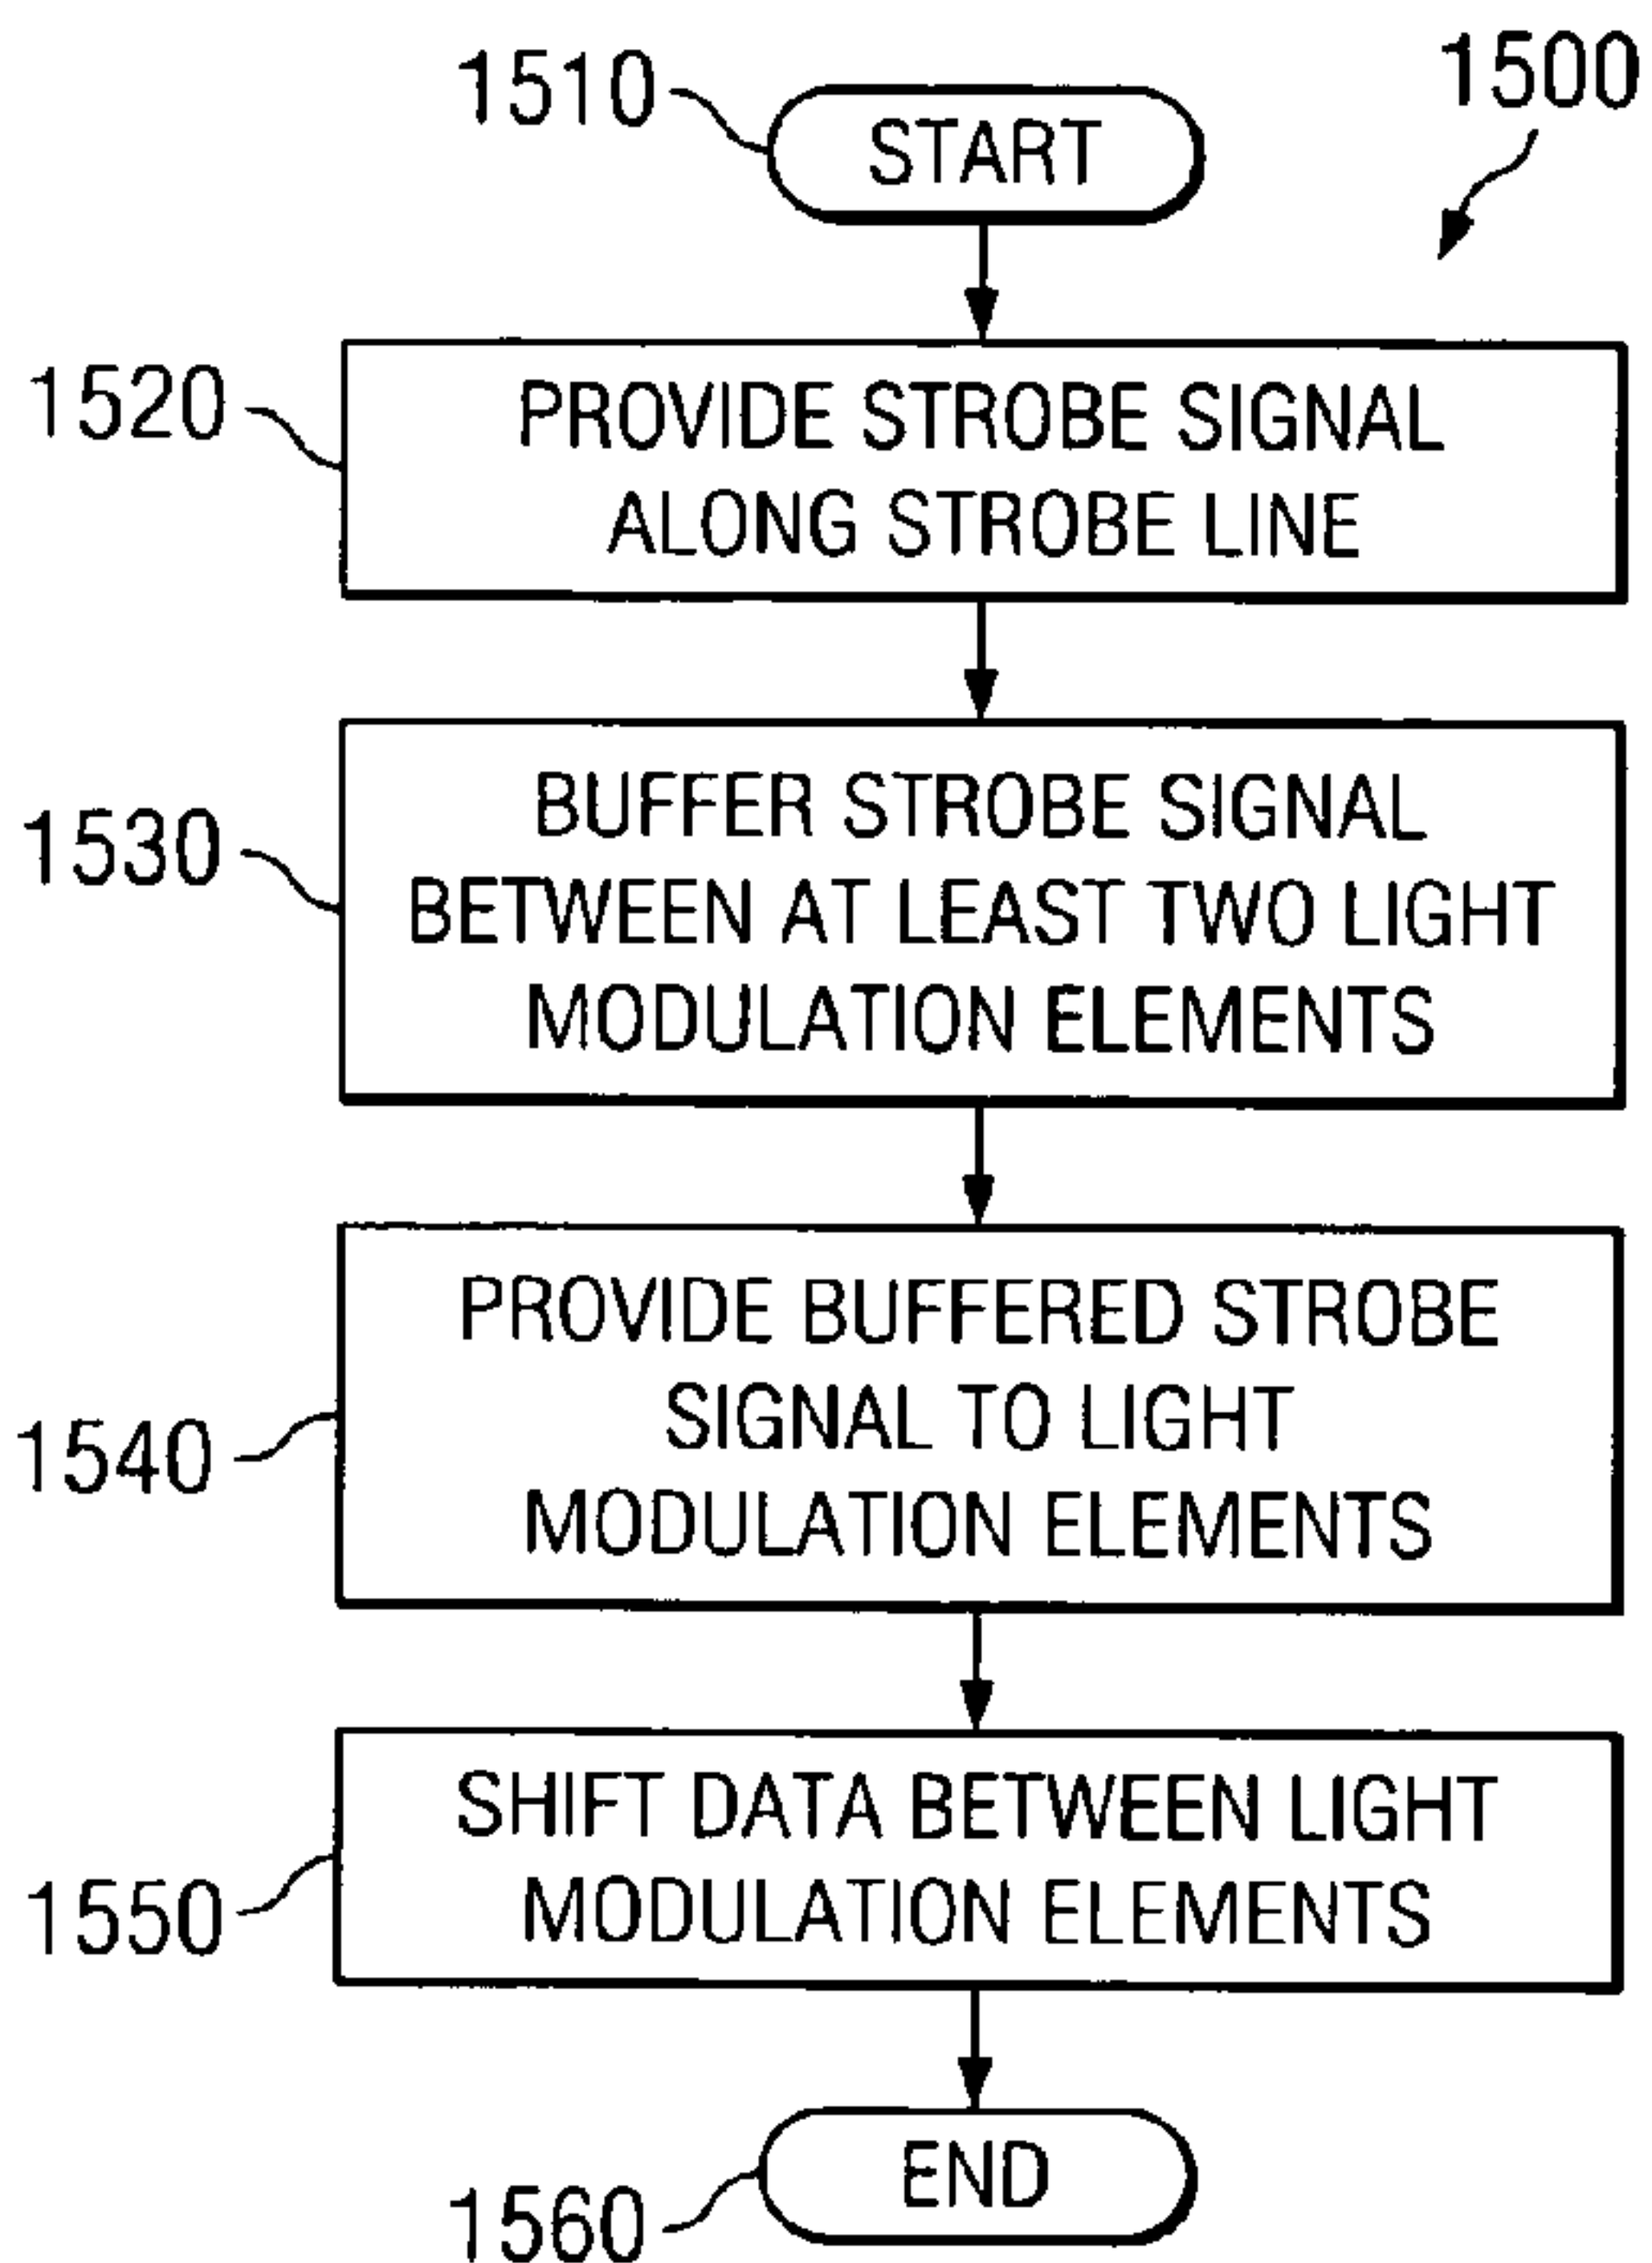 1510
START
1500
1520
PROVIDE STROBE SIGNAL
ALONG STROBE LINE
1530
BUFFER STROBE SIGNAL
BETWEEN AT LEAST TWO LIGHT
MODULATION ELEMENTS
1540
PROVIDE BUFFERED STROBE
SIGNAL TO LIGHT
MODULATION ELEMENTS
1550
SHIFT DATA BETWEEN LIGHT
MODULATION ELEMENTS
1560
END